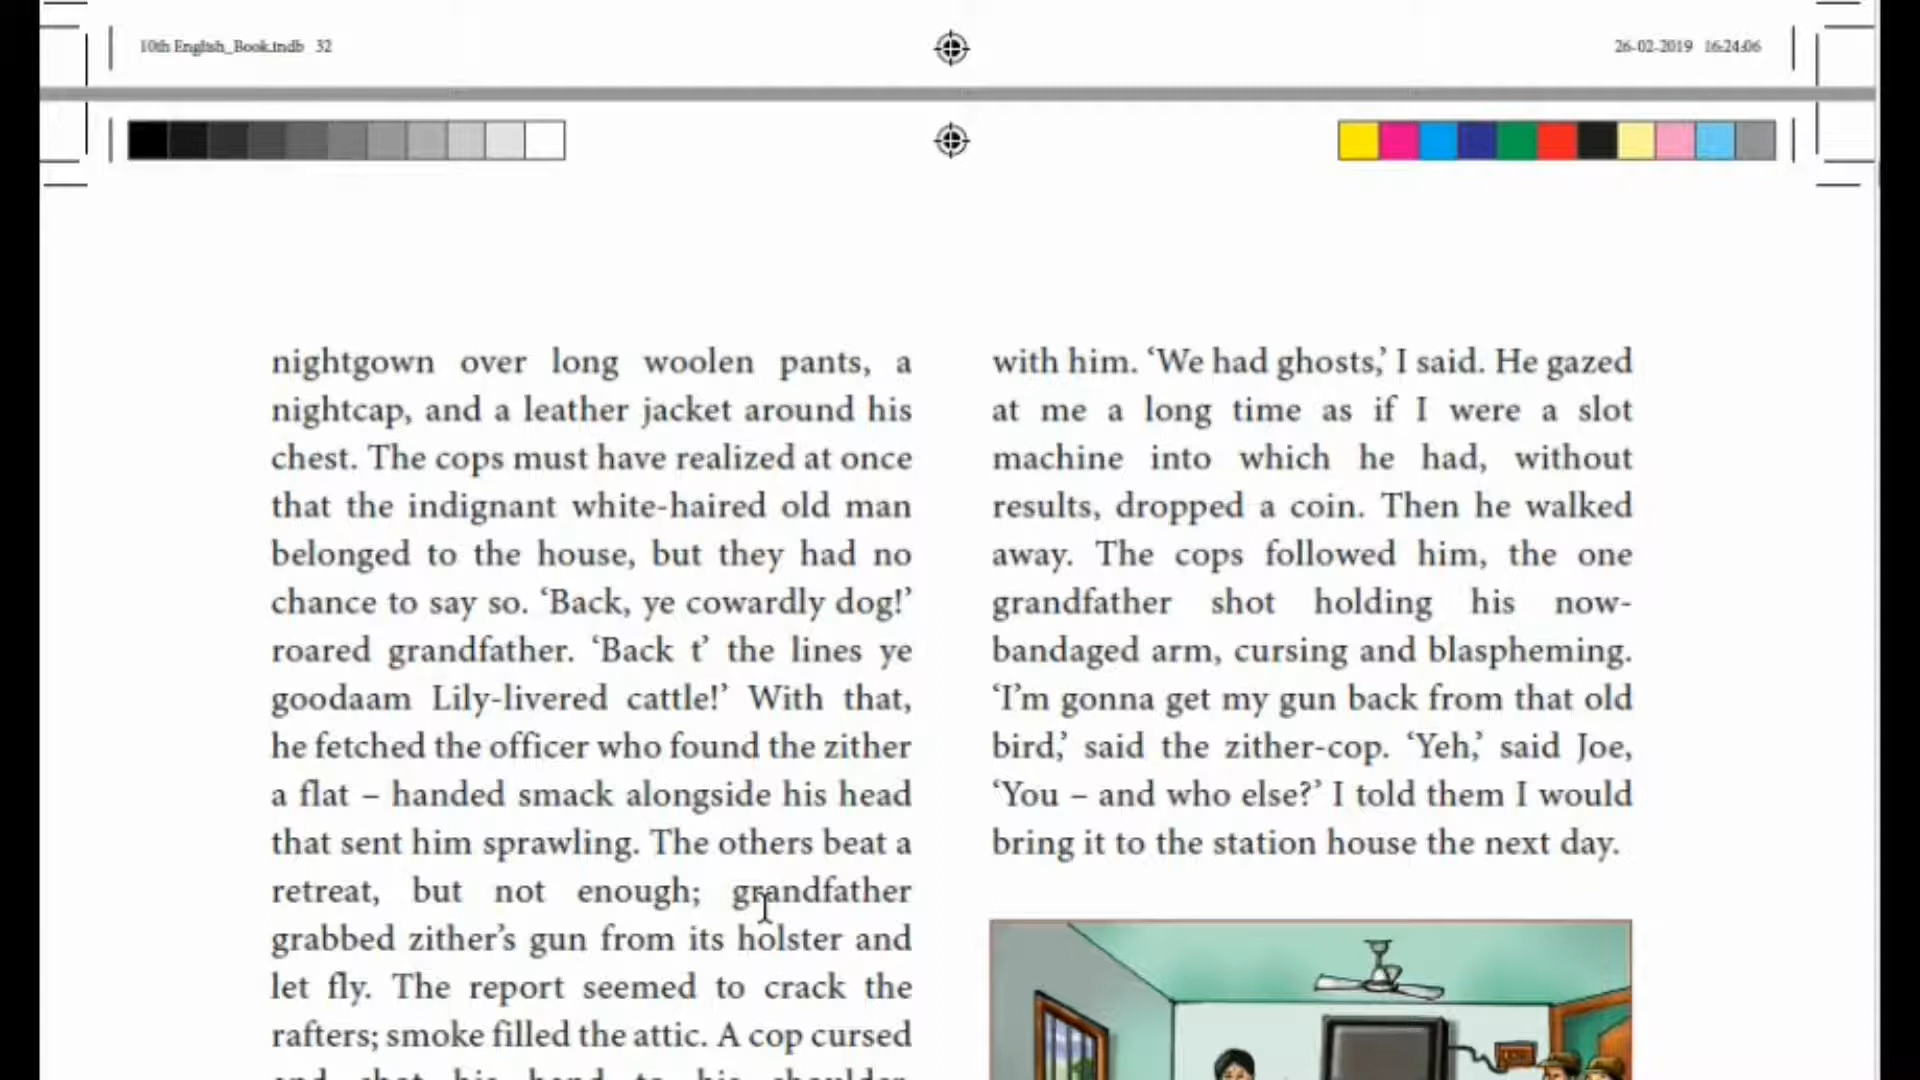 10th English_Book.indb 32
26-02-2019 16:24:06
nightgown over long woolen pants, a
nightcap, and a leather jacket around his
chest. The cops must have realized at once
that the indignant white-haired old man
belonged to the house, but they had no
chance to say so. ‘Back, ye cowardly dog!’
roared grandfather. ‘Back t’ the lines ye
goodaam Lily-livered cattle!’ With that,
he fetched the officer who found the zither
a flat – handed smack alongside his head
that sent him sprawling. The others beat a
retreat, but not enough; grandfather
grabbed zither’s gun from its holster and
let fly. The report seemed to crack the
rafters; smoke filled the attic. A cop cursed
and shot his hand to his shoulder.
with him. ‘We had ghosts,’ I said. He gazed
at me a long time as if I were a slot
machine into which he had, without
results, dropped a coin. Then he walked
away. The cops followed him, the one
grandfather shot holding his now-
bandaged arm, cursing and blaspheming.
‘I’m gonna get my gun back from that old
bird,’ said the zither-cop. ‘Yeh,’ said Joe,
‘You – and who else?’ I told them I would
bring it to the station house the next day.